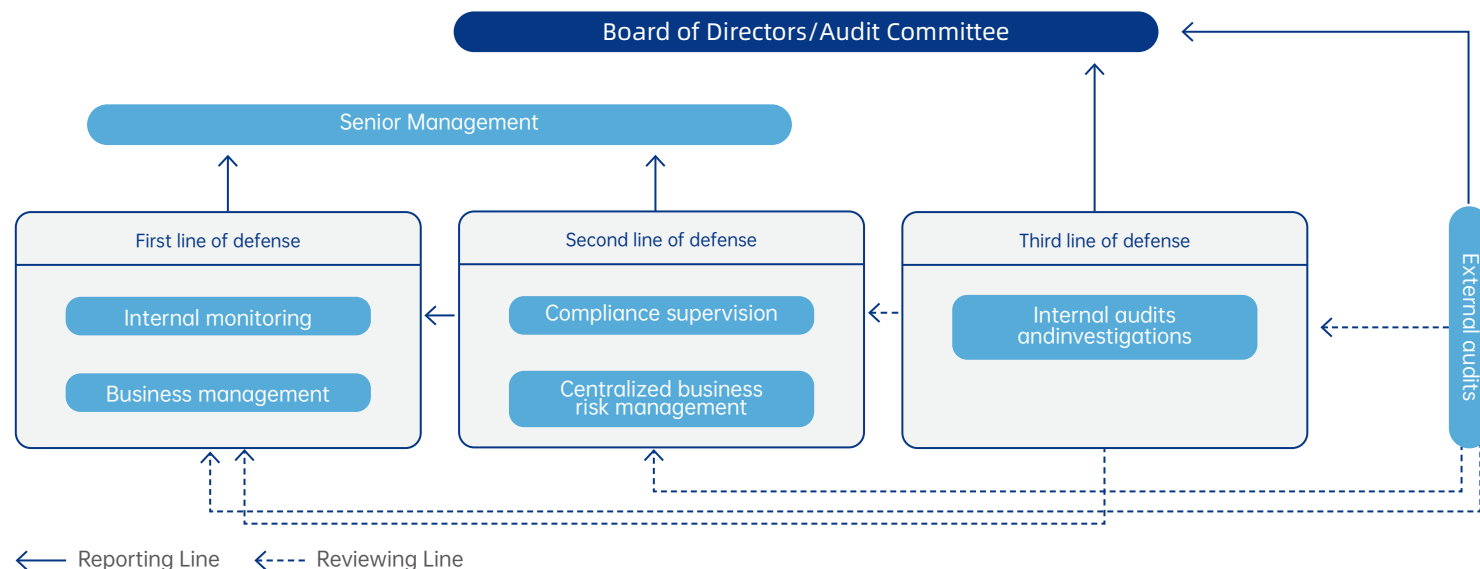 Board of Directors/Audit Committee
Senior Management
First line of defense
Internal monitoring
Business management
Second line of defense
Compliance supervision
Centralized business
risk management
Third line of defense
Internal audits
andinvestigations
External audits
Reporting Line
Reviewing Line